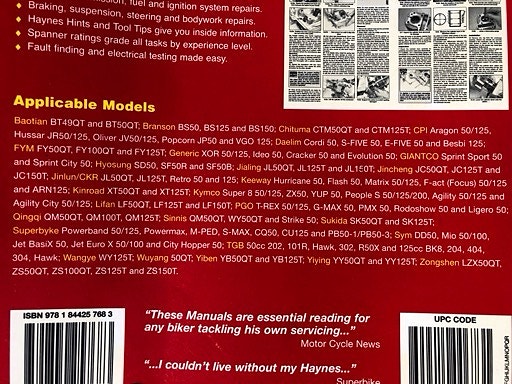 fuel and ignition system repairs.
Braking, suspension, steering and bodywork repairs.
Haynes Hints and Tool Tips give you inside information.
Spanner ratings grade all tasks by experience level.
Fault finding and electrical testing made easy.
Applicable Models
Baotian BT49QT and BT50QT; Branson BS50, BS125 and BS150; Chituma CTM50QT and CTM125T; CPI Aragon 50/125,
Hussar JR50/125, Oliver JV50/125, Popcorn JP50 and VGO 125; Daelim Cordi 50, S-FIVE 50, E-FIVE and Besbi 125;
FYM FY50QT, FY100QT and FY125T; Generic XOR 50/125, Ideo 50, Cracker 50 and Evolution 50; GIANTCO Sprint Sport 50
and Sprint City 50; Hyosung SD50, SF50R and SF50B; Jialing JL50QT, JL125T and JL150T; Jincheng JC50QT, JC125T and
JC150T; Jinlun/CKR JL50QT, JL125T, Retro 50 and 125; Keeway Hurricane 50, Flash 50, Matrix 50/125, F-act (Focus) 50/125
and ARN125; Kinroad XT50QT and XT125T; Kymco Super 8 50/125, ZX50, YUP 50, People S 50/125/200, Agility 50/125 and
Agility City 50/125; Lifan LF50QT, LF125T and LF150T; PGO T-REX 50/125, G-MAX 50, PMX 50, Rodoshow 50 and Ligero 50;
Qingqi QM50QT, QM100T, QM125T; Sinnis QM50QT, WY50QT and Strike 50; Sukida SK50QT and SK125T;
Superbyke Powerband 50/125, Powermax, M-PED, S-MAX, CQ50, CU125 and PB50-1/PB50-3; Sym DD50, Mio 50/100,
Jet BasiX 50, Jet Euro X 50/100 and City Hopper 50; TGB 50cc 202, 101R, Hawk, 302, R50X and 125cc BK8, 204, 404,
304, Hawk; Wangye WY125T; Wuyang 50QT; Yiben YB50QT and YB125T; Yiying YY50QT and YY125T; Zongshen LZX50QT,
ZS50QT, ZS100QT, ZS125T and ZS150T.
ISBN 978 1 84425 768 3
"These Manuals are essential reading for
any biker tackling his own servicing..."
Motor Cycle News
"...I couldn't live without my Haynes..."
Superbike
UPC CODE